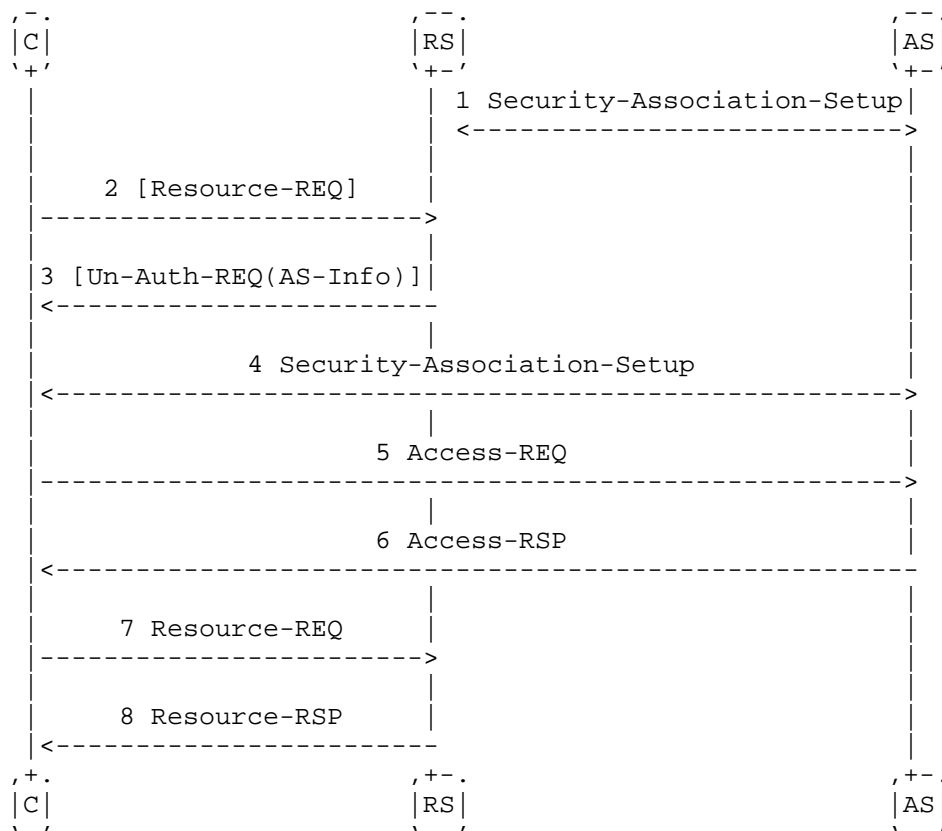 C RS AS
1 Security-Association-Setup
2 [Resource-REQ]
3 [Un-Auth-REQ(AS-Info)]
4 Security-Association-Setup
5 Access-REQ
6 Access-RSP
7 Resource-REQ
8 Resource-RSP
C RS AS